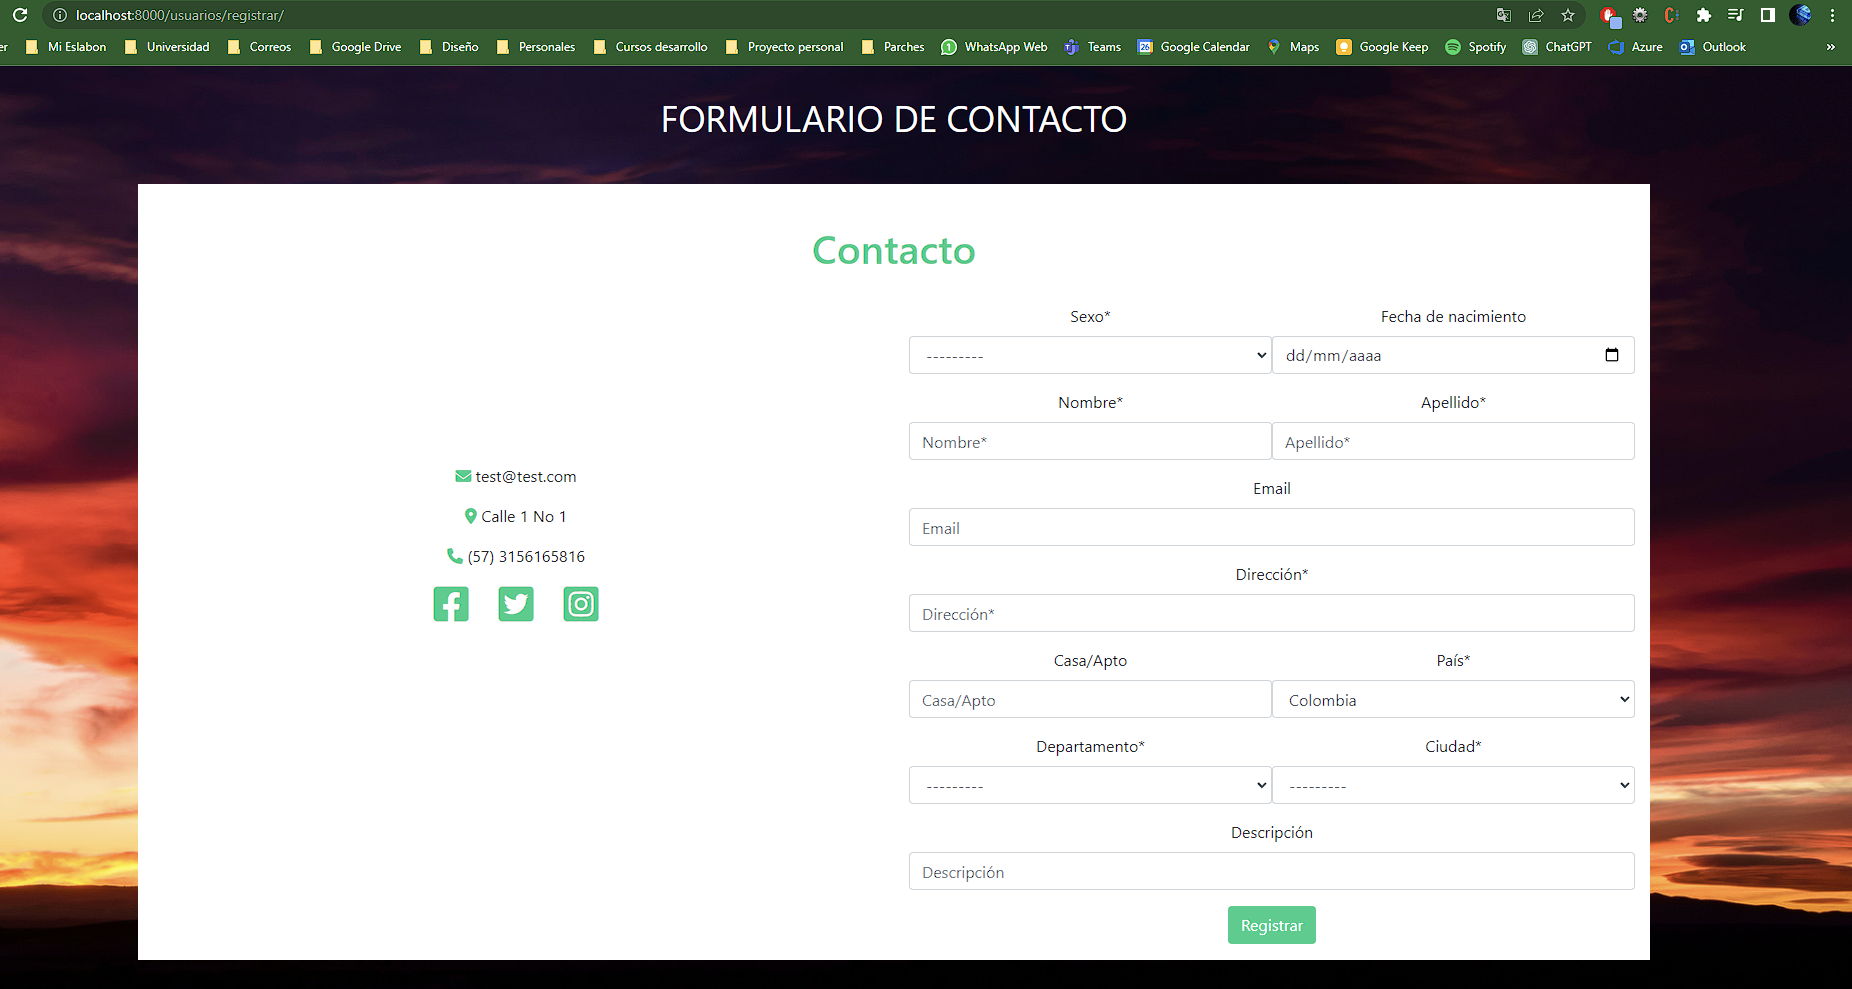 localhost:8000/usuarios/registrar/
er Mi Eslabon Universidad Correos Google Drive Diseño Personales Cursos desarrollo Proyecto personal Parches 1 WhatsApp Web Teams 26 Google Calendar Maps Google Keep Spotify ChatGPT Azure Outlook »
FORMULARIO DE CONTACTO
Contacto
test@test.com
Calle 1 No 1
(57) 3156165816
Sexo* Fecha de nacimiento
--------- dd/mm/aaaa
Nombre* Apellido*
Nombre* Apellido*
Email
Email
Dirección*
Dirección*
Casa/Apto País*
Casa/Apto Colombia
Departamento* Ciudad*
--------- ---------
Descripción
Descripción
Registrar